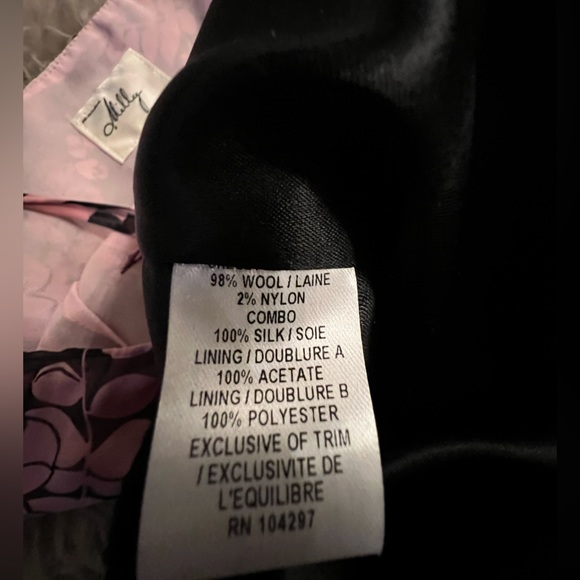 Milly
98% WOOL / LAINE
2% NYLON
COMBO
100% SILK / SOIE
LINING / DOUBLURE A
100% ACETATE
LINING / DOUBLURE B
100% POLYESTER
EXCLUSIVE OF TRIM
/ EXCLUSIVITE DE
L'EQUILIBRE
RN 104297